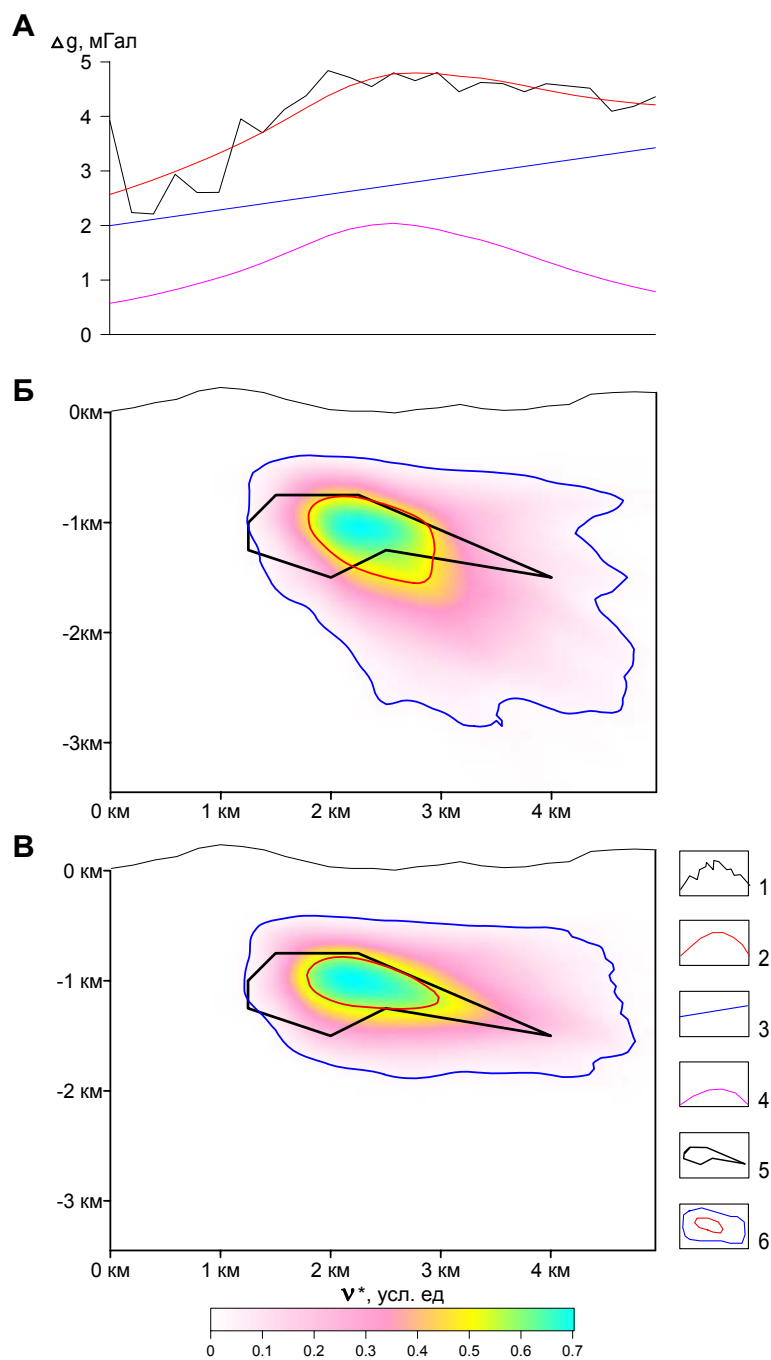 А
Δg, мГал
5
4
3
2
1
0
Б
0км
-1км
-2км
-3км
0 км 1 км 2 км 3 км 4 км
В
0 км
-1 км
-2 км
-3 км
0 км 1 км 2 км 3 км 4 км
1
2
3
4
5
6
ν*, усл. ед
0 0.1 0.2 0.3 0.4 0.5 0.6 0.7